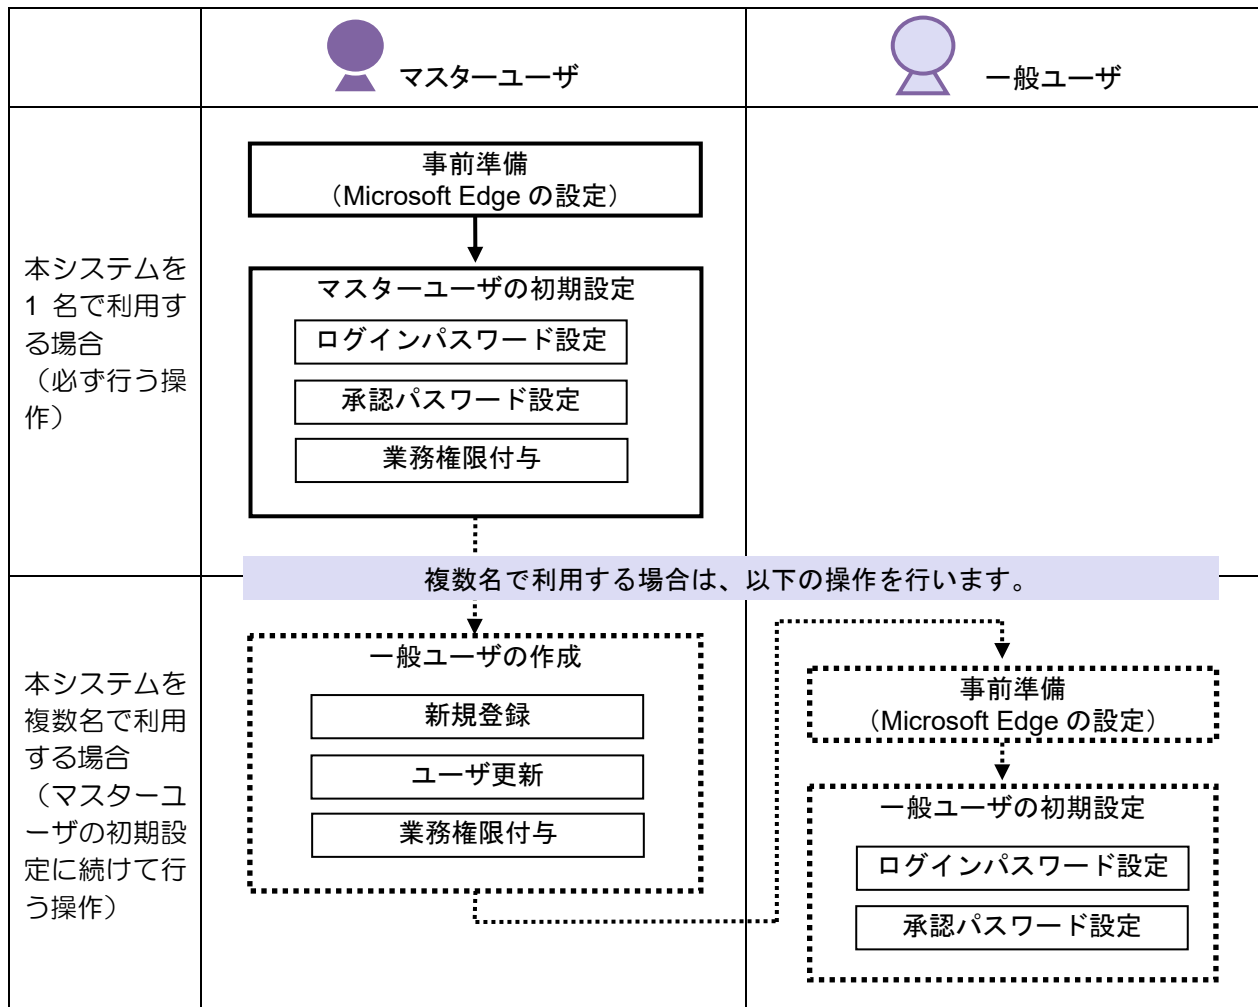 マスターユーザ
一般ユーザ
本システムを
1 名で利用す
る場合
（必ず行う操
作）
事前準備
（Microsoft Edge の設定）
マスターユーザの初期設定
ログインパスワード設定
承認パスワード設定
業務権限付与
複数名で利用する場合は、以下の操作を行います。
本システムを
複数名で利用
する場合
（マスターユ
ーザの初期設
定に続けて行
う操作）
一般ユーザの作成
新規登録
ユーザ更新
業務権限付与
事前準備
（Microsoft Edge の設定）
一般ユーザの初期設定
ログインパスワード設定
承認パスワード設定